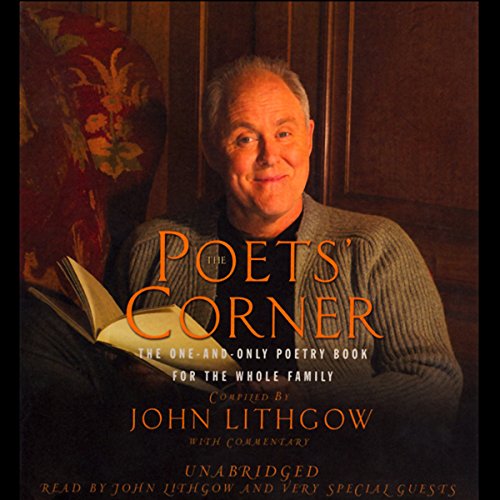 THE
POETS'
CORNER
THE ONE-AND-ONLY POETRY BOOK
FOR THE WHOLE FAMILY
COMPILED BY
JOHN LITHGOW
WITH COMMENTARY
UNABRIDGED
READ BY JOHN LITHGOW AND VERY SPECIAL GUESTS